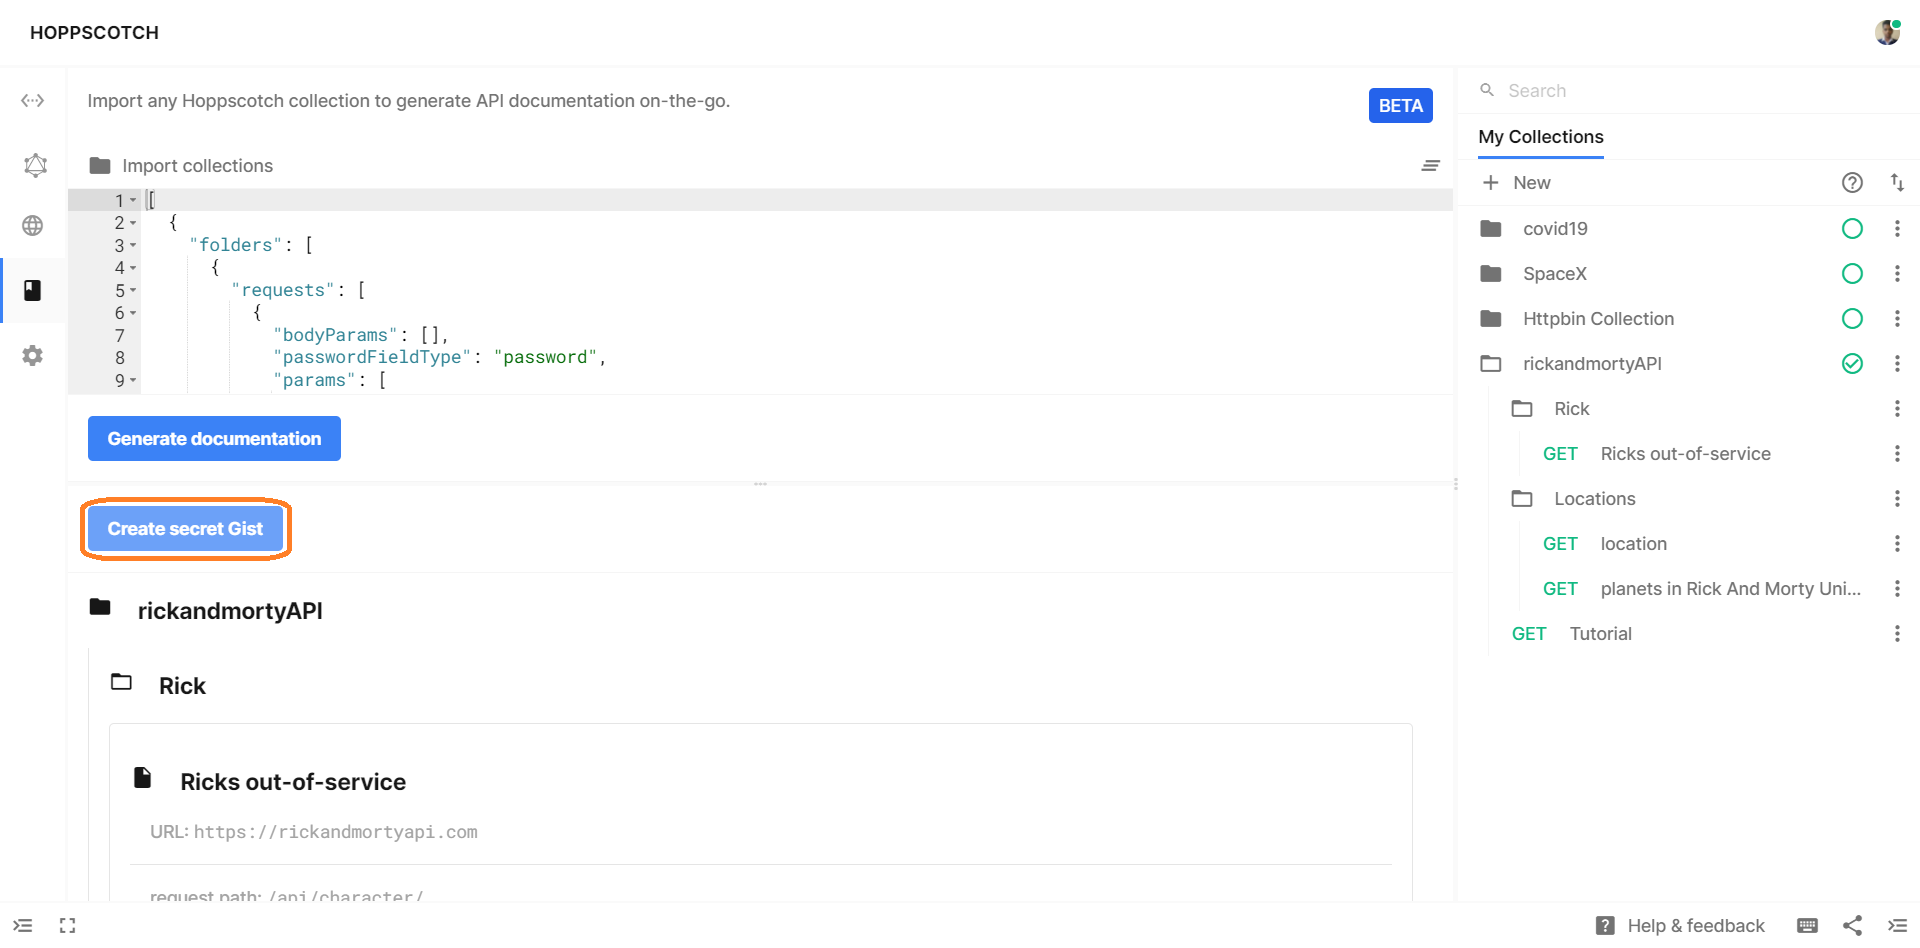 HOPPSCOTCH
Import any Hoppscotch collection to generate API documentation on-the-go.
BETA
Import collections
1 [
2 {
3 "folders": [
4 {
5 "requests": [
6 {
7 "bodyParams": [],
8 "passwordFieldType": "password",
9 "params": [
Generate documentation
Create secret Gist
rickandmortyAPI
Rick
Ricks out-of-service
URL: https://rickandmortyapi.com
request path: /api/character/
Search
My Collections
New
covid19
SpaceX
Httpbin Collection
rickandmortyAPI
Rick
GET Ricks out-of-service
Locations
GET location
GET planets in Rick And Morty Uni...
GET Tutorial
Help & feedback